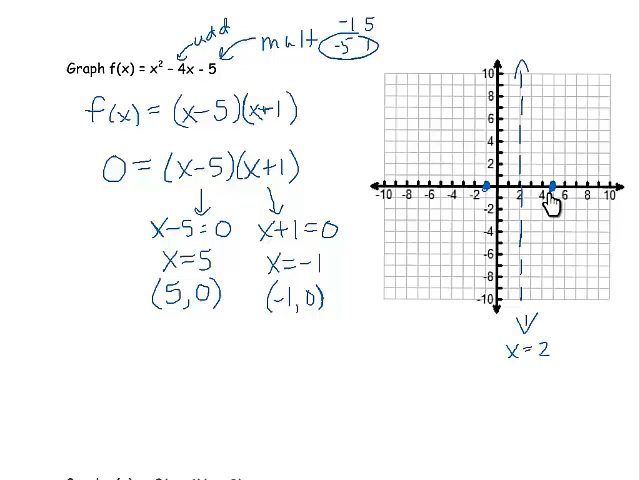 -1 5
add mult -5 1
Graph f(x) = x² - 4x - 5
f(x) = (x-5)(x+1)
0 = (x-5)(x+1)
x-5=0 x+1=0
x=5 x=-1
(5,0) (-1,0)
10
8
6
4
2
-10 -8 -6 -4 -2 2 4 6 8 10
-2
-4
-6
-8
-10
x=2